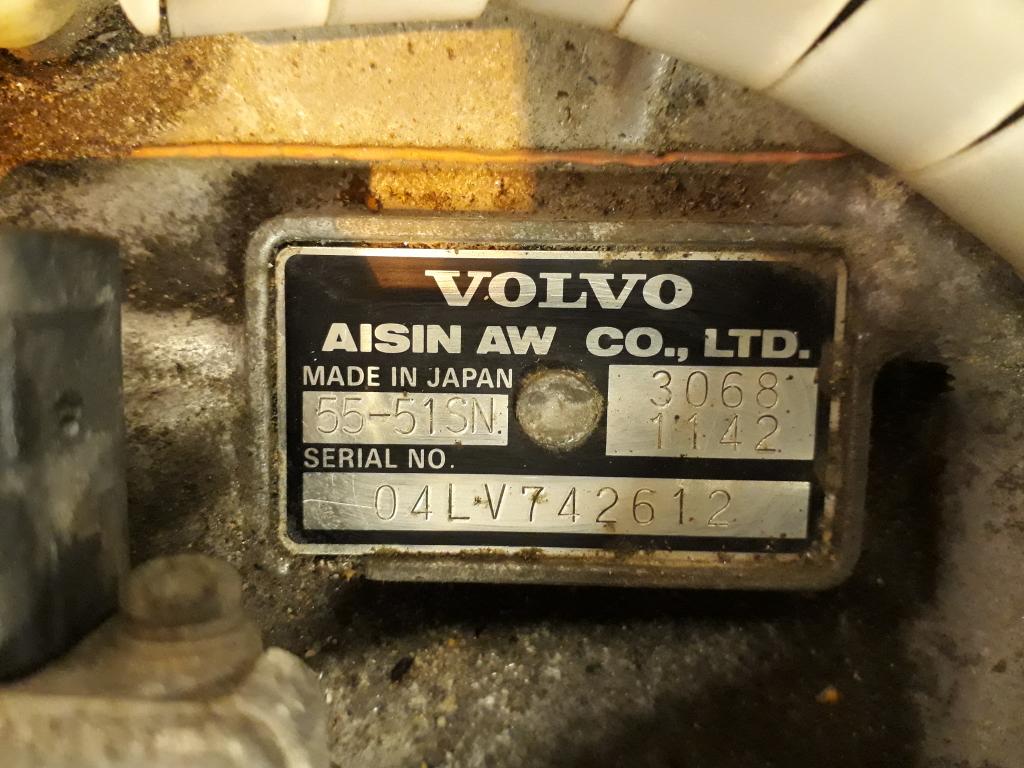 VOLVO
AISIN AW CO., LTD.
MADE IN JAPAN
55-51SN
3068
1142
SERIAL NO.
04LV742612